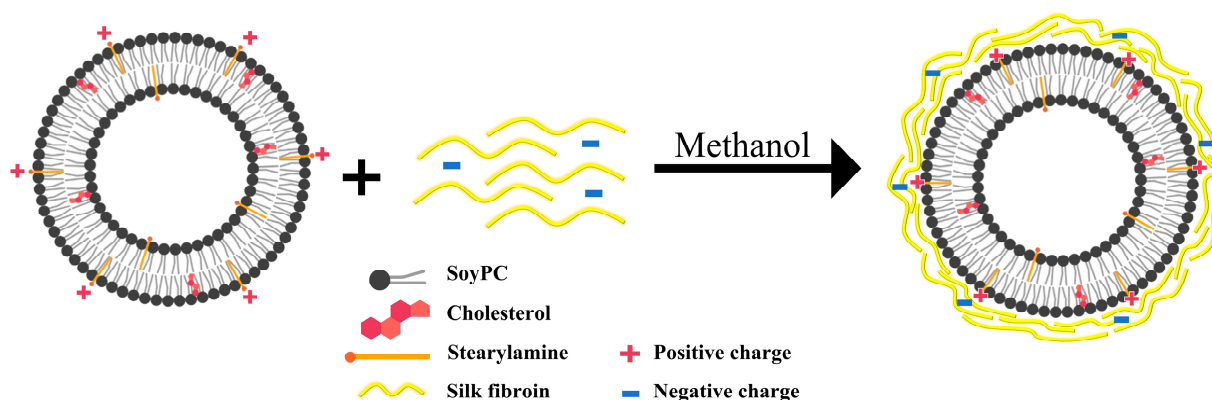 Methanol
SoyPC
Cholesterol
Stearylamine
Positive charge
Silk fibroin
Negative charge